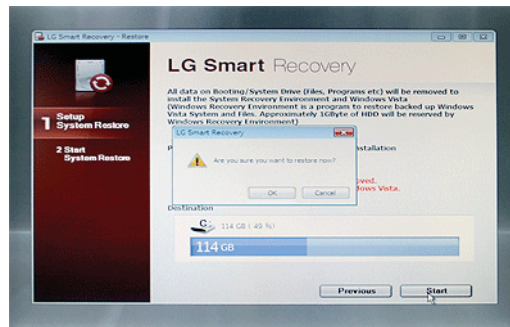 LG Smart Recovery - Restore
LG Smart Recovery
All data on Booting/System Drive (Files, Programs etc) will be removed to
install the System Recovery Environment and Windows Vista
(Windows Recovery Environment is a program to restore backed up Windows
Vista System and Files. Approximately 1GByte of HDD will be reserved by
Windows Recovery Environment)
1 Setup
System Restore
2 Start
System Restore
LG Smart Recovery
Are you sure you want to restore now?
OK Cancel
nstallation
oved.
dows Vista.
Destination
C: 114 GB ( 49 %)
114 GB
Previous Start